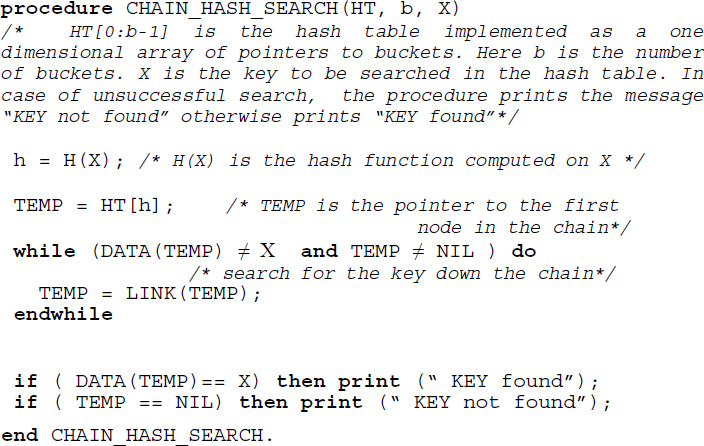 procedure CHAIN_HASH_SEARCH(HT, b, X)
/* HT[0:b-1] is the hash table implemented as a one
dimensional array of pointers to buckets. Here b is the number
of buckets. X is the key to be searched in the hash table. In
case of unsuccessful search, the procedure prints the message
“KEY not found” otherwise prints “KEY found”*/
h = H(X); /* H(X) is the hash function computed on X */
TEMP = HT[h]; /* TEMP is the pointer to the first
node in the chain*/
while (DATA(TEMP) ≠ X and TEMP ≠ NIL ) do
/* search for the key down the chain*/
TEMP = LINK(TEMP);
endwhile
if ( DATA(TEMP)== X) then print (“ KEY found”);
if ( TEMP == NIL) then print (“ KEY not found”);
end CHAIN_HASH_SEARCH.